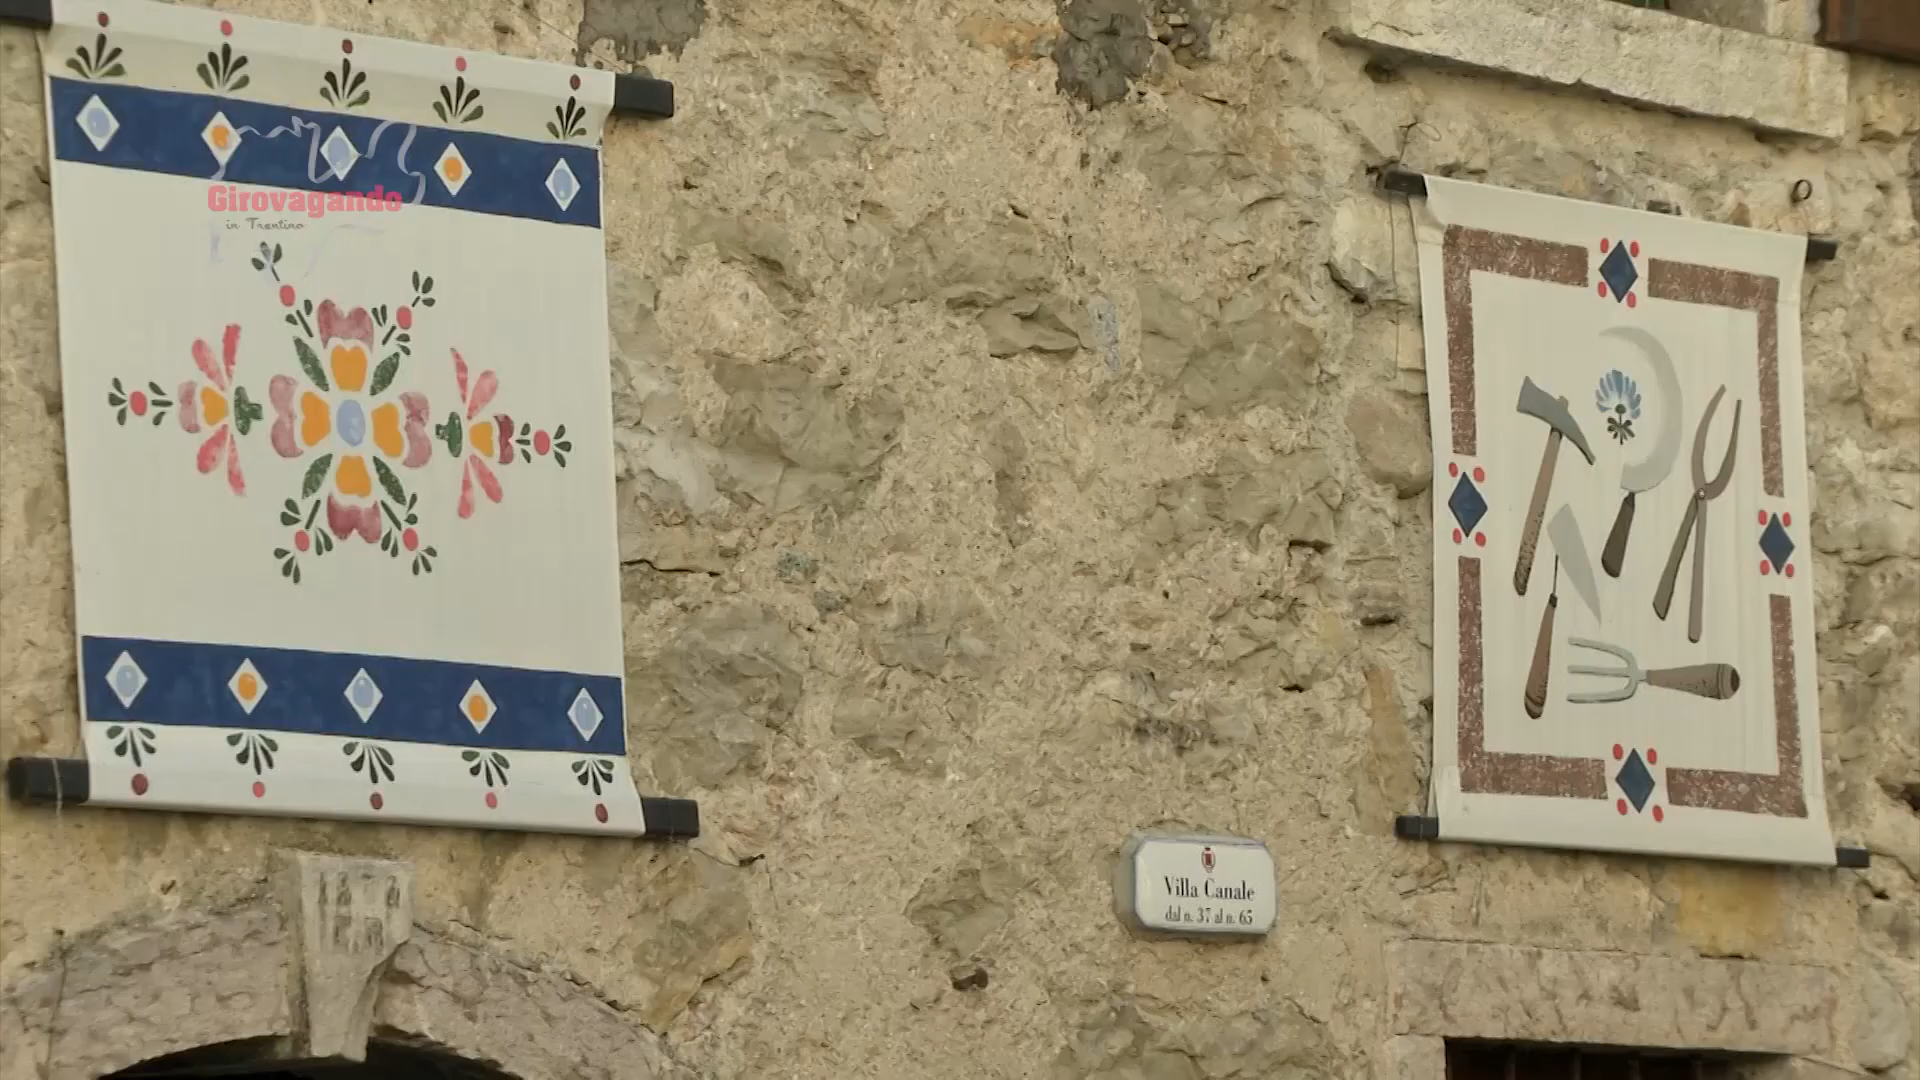 Girovagando
in Trentino
Villa Canale
dal n. 37 al n. 65